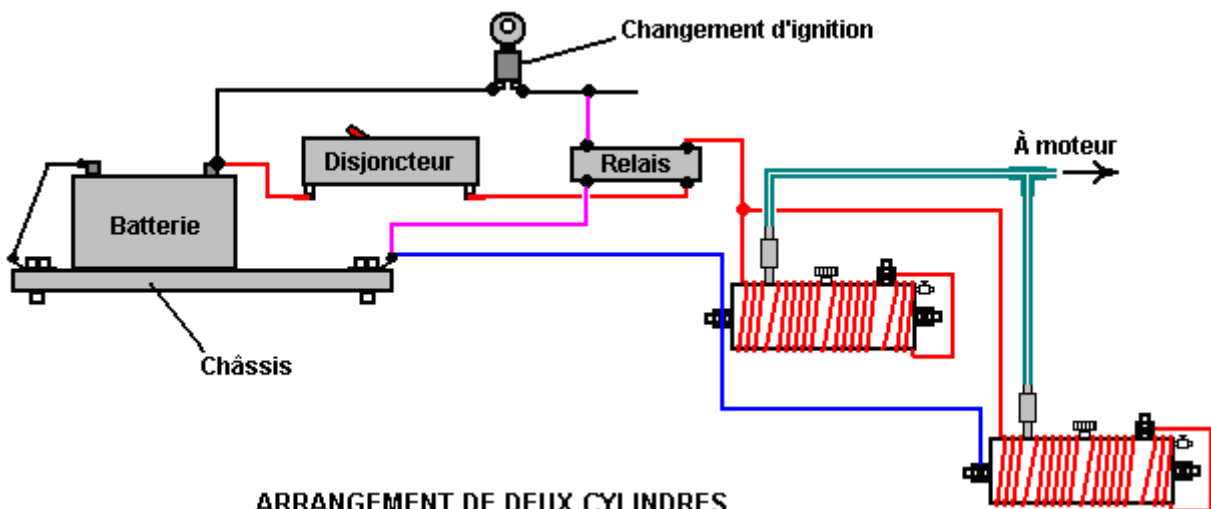 Changement d'ignition
À moteur
Disjoncteur
Relais
Batterie
Châssis
ARRANGEMENT DE DEUX CYLINDRES